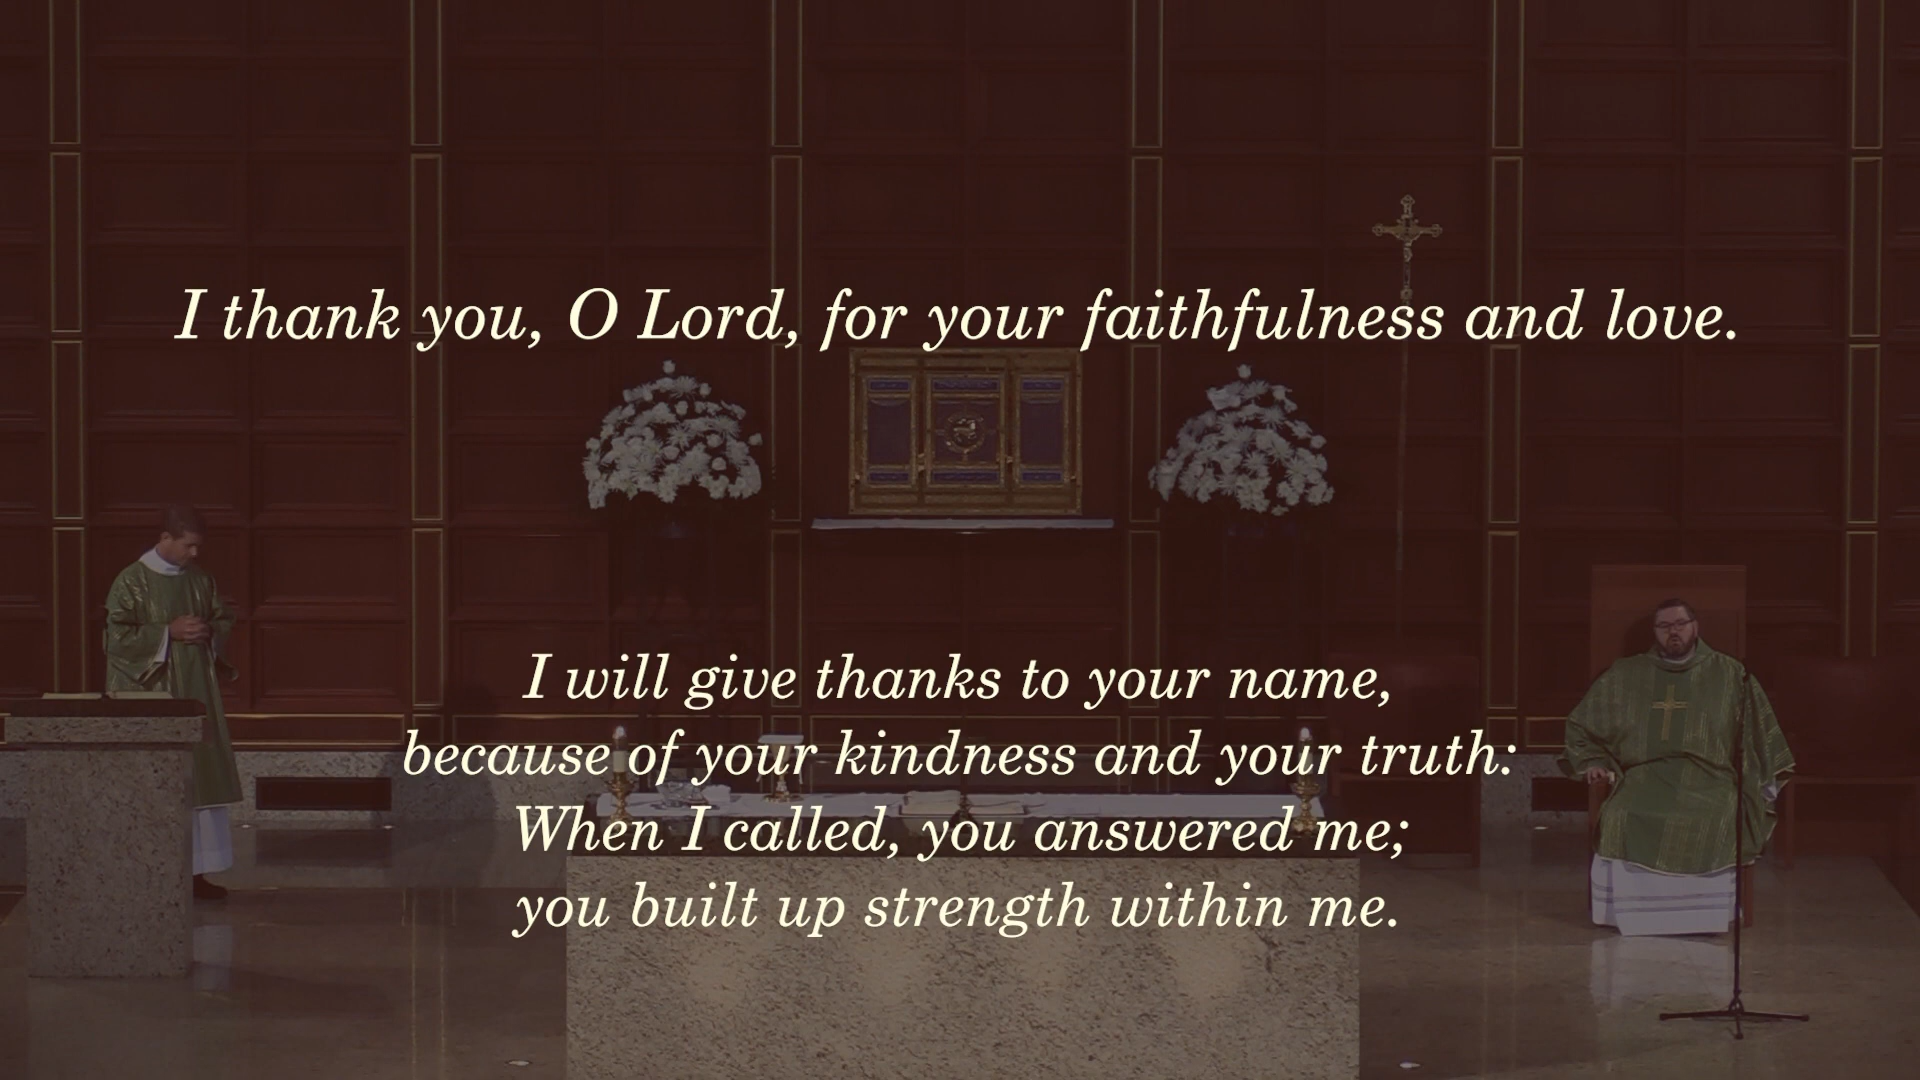 I thank you, O Lord, for your faithfulness and love.
I will give thanks to your name,
because of your kindness and your truth:
When I called, you answered me;
you built up strength within me.